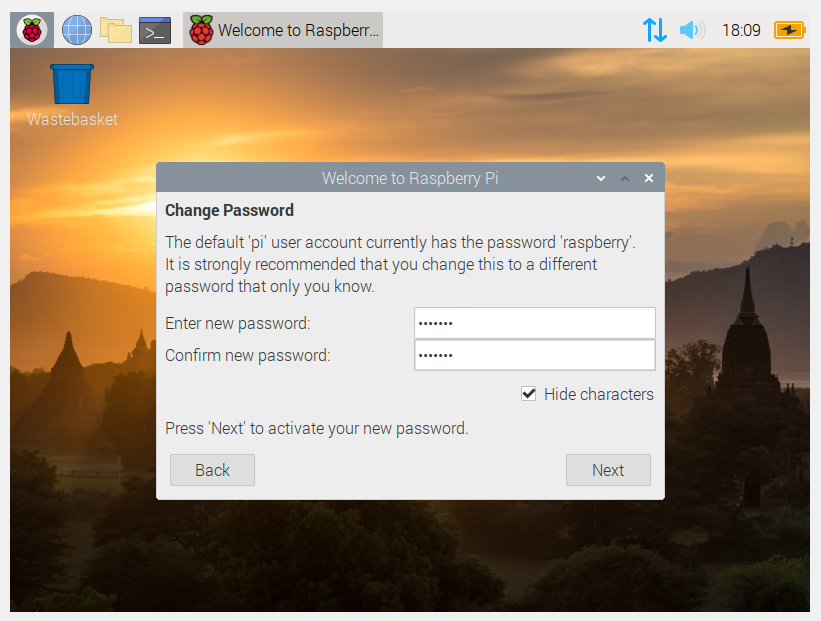 Welcome to Raspberr...
18:09
Wastebasket
Welcome to Raspberry Pi
Change Password
The default 'pi' user account currently has the password 'raspberry'.
It is strongly recommended that you change this to a different
password that only you know.
Enter new password:
•••••••
Confirm new password:
•••••••
Hide characters
Press 'Next' to activate your new password.
Back
Next